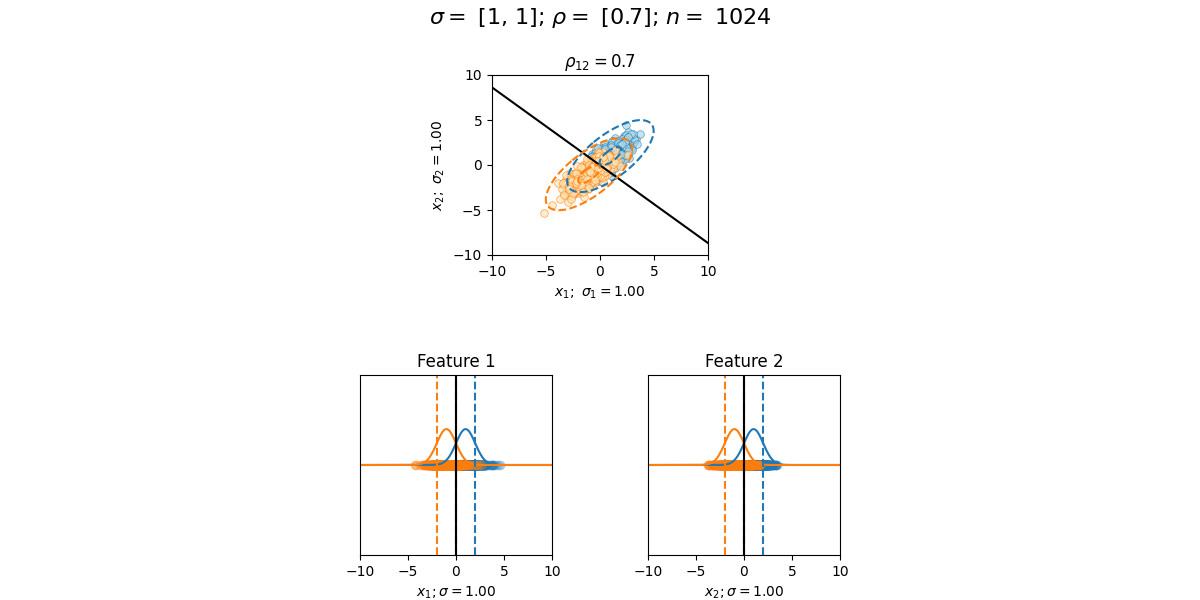 σ = [1, 1]; ρ = [0.7]; n = 1024
ρ₁₂ = 0.7
10
5
0
−5
−10
x₂; σ₂ = 1.00
−10 −5 0 5 10
x₁; σ₁ = 1.00
Feature 1
−10 −5 0 5 10
x₁; σ = 1.00
Feature 2
−10 −5 0 5 10
x₂; σ = 1.00